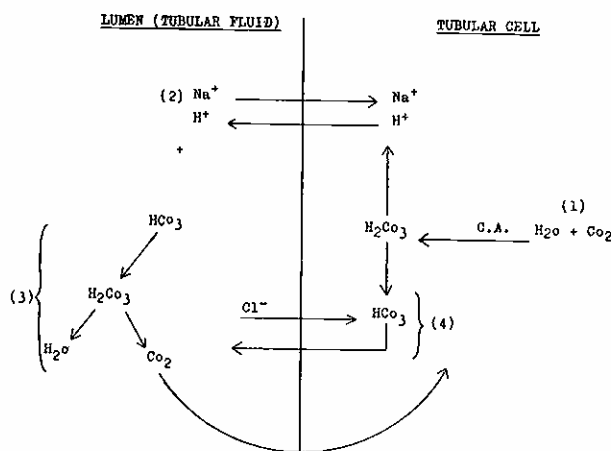 LUMEN (TUBULAR FLUID)
TUBULAR CELL
(2) Na⁺
Na⁺
H⁺
H⁺
+
(1)
HCo₃
H₂Co₃
C.A.
H₂o + Co₂
(3)
H₂Co₃
Cl⁻
HCo₃
(4)
H₂o
Co₂